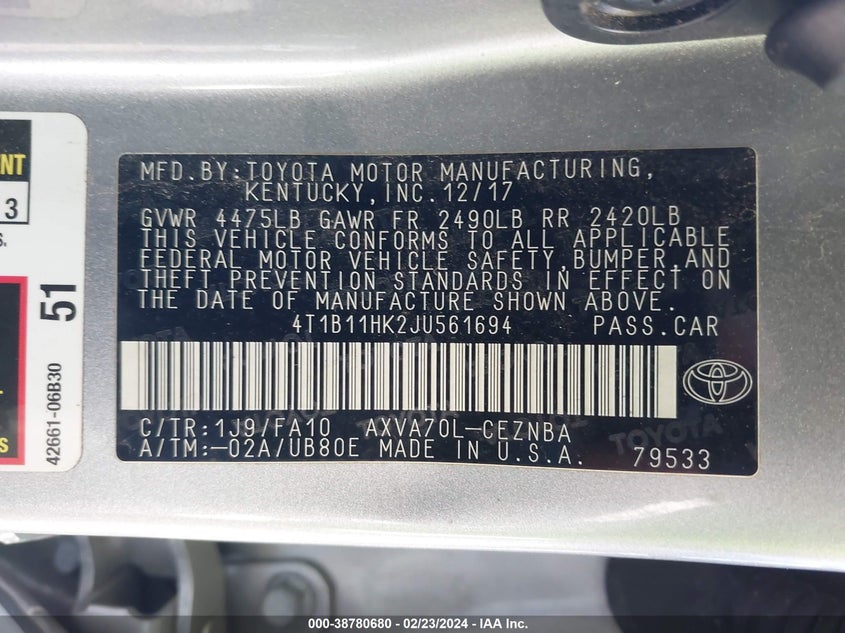 ENT
13
S.
S
51
42661-06B30
MFD.BY:TOYOTA MOTOR MANUFACTURING,
KENTUCKY,INC.12/17
GVWR 4475LB GAWR FR 2490LB RR 2420LB
THIS VEHICLE CONFORMS TO ALL APPLICABLE
FEDERAL MOTOR VEHICLE SAFETY,BUMPER,AND
THEFT PREVENTION STANDARDS IN EFFECT ON
THE DATE OF MANUFACTURE SHOWN ABOVE.
4T1B11HK2JU561694 PASS.CAR
C/TR:1J9/FA10 AXVA70L-CEZNBA
A/TM:-02A/UB80E MADE IN U.S.A. 79533
TOYOTA
000-38780680 - 02/23/2024 - IAA Inc.